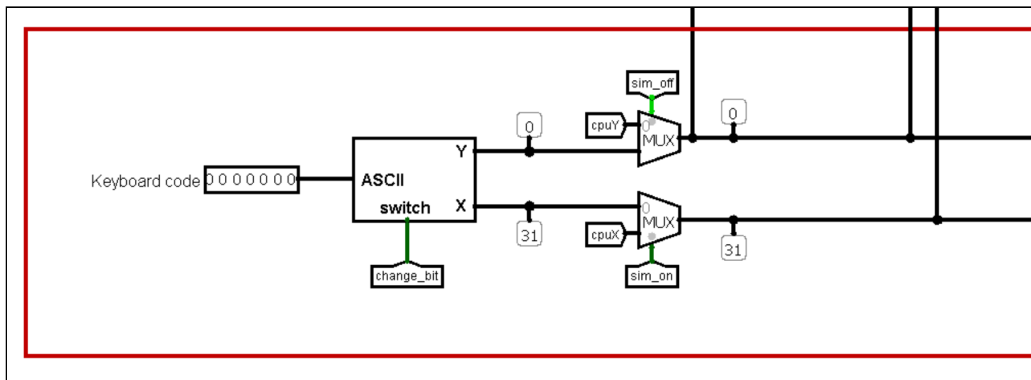 sim_off
0
cpuY
0
0
MUX
Y
Keyboard code
0000000
ASCII
switch
X
0
MUX
31
cpuX
31
change_bit
sim_on